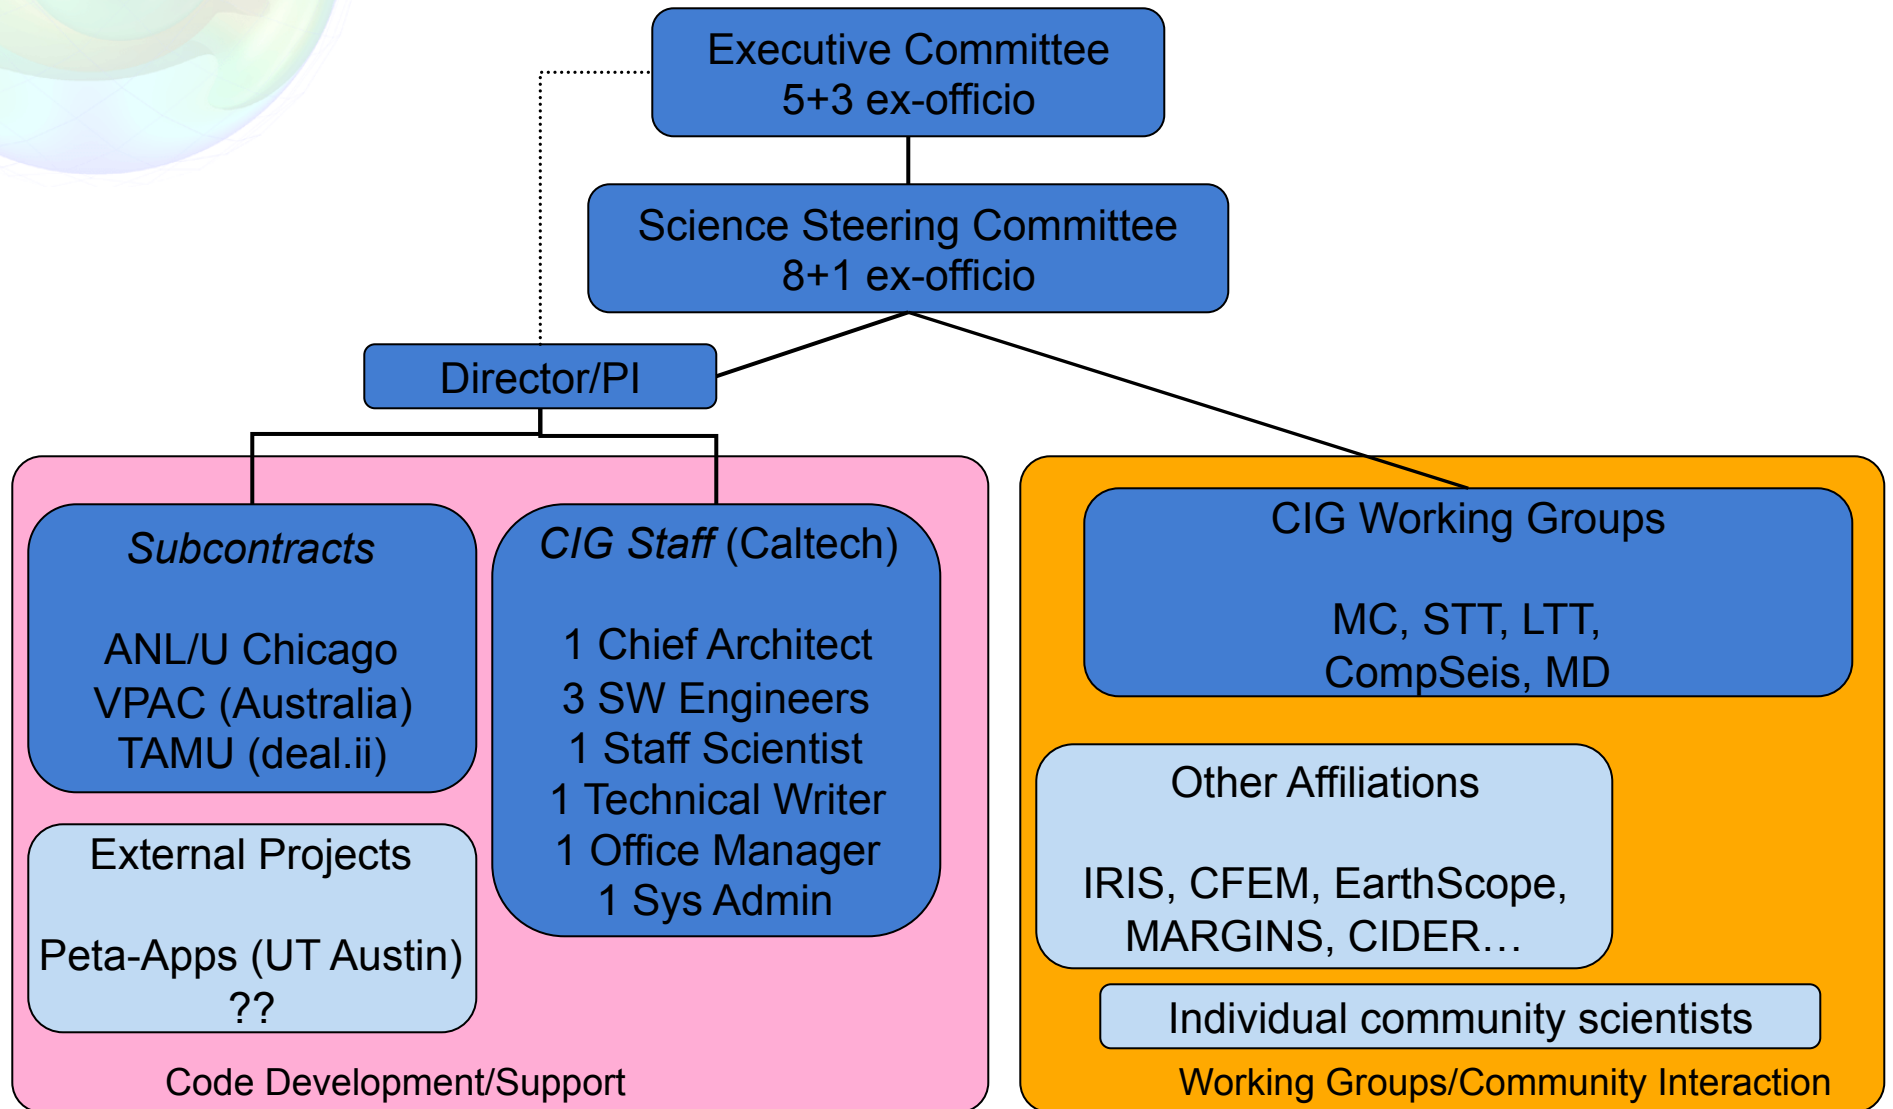 Executive Committee
5+3 ex-officio
Science Steering Committee
8+1 ex-officio
Director/PI
Subcontracts
ANL/U Chicago
VPAC (Australia)
TAMU (deal.ii)
External Projects
Peta-Apps (UT Austin)
??
CIG Staff (Caltech)
1 Chief Architect
3 SW Engineers
1 Staff Scientist
1 Technical Writer
1 Office Manager
1 Sys Admin
Code Development/Support
CIG Working Groups
MC, STT, LTT,
CompSeis, MD
Other Affiliations
IRIS, CFEM, EarthScope,
MARGINS, CIDER…
Individual community scientists
Working Groups/Community Interaction